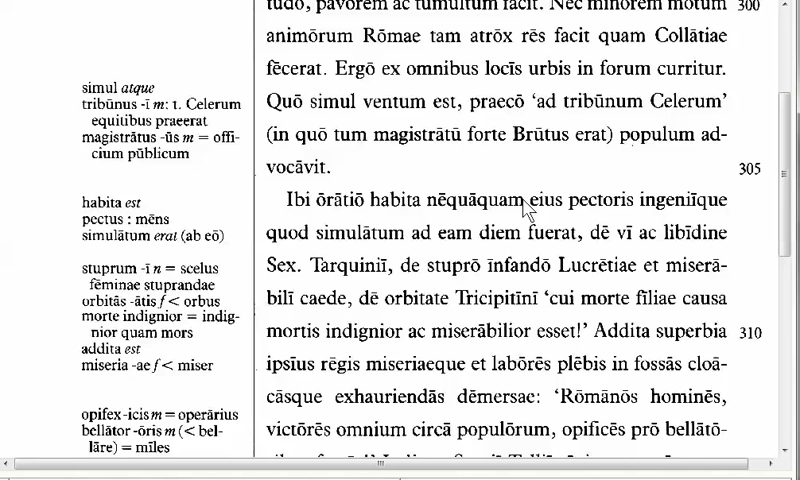 tudō, pavōrem ac tumultum facit. Nec minōrem mōtum 300
animōrum Rōmae tam atrōx rēs facit quam Collātiae
fēcerat. Ergō ex omnibus locīs urbis in forum curritur.
Quō simul ventum est, praecō 'ad tribūnum Celerum'
(in quō tum magistrātū forte Brūtus erat) populum ad-
vocāvit. 305
Ibi ōrātiō habita nēquāquam eius pectoris ingeniīque
quod simulātum ad eam diem fuerat, dē vī ac libīdine
Sex. Tarquiniī, de stuprō īnfandō Lucrētiae et miserā-
bilī caede, dē orbitate Tricipitīnī 'cui morte fīliae causa
mortis indignior ac miserābilior esset!' Addita superbia 310
ipsīus rēgis miseriaeque et labōrēs plēbis in fossās cloā-
cāsque exhauriendās dēmersae: 'Rōmānōs hominēs,
victōrēs omnium circā populōrum, opificēs prō bellātō-
simul atque
tribūnus -ī m: t. Celerum
equitibus praeerat
magistrātus -ūs m = offi-
cium pūblicum
habita est
pectus : mēns
simulātum erat (ab eō)
stuprum -ī n = scelus
fēminae stuprandae
orbitās -ātis f < orbus
morte indignior = indig-
nior quam mors
addita est
miseria -ae f < miser
opifex -icis m = operārius
bellātor -ōris m (< bel-
lāre) = mīles